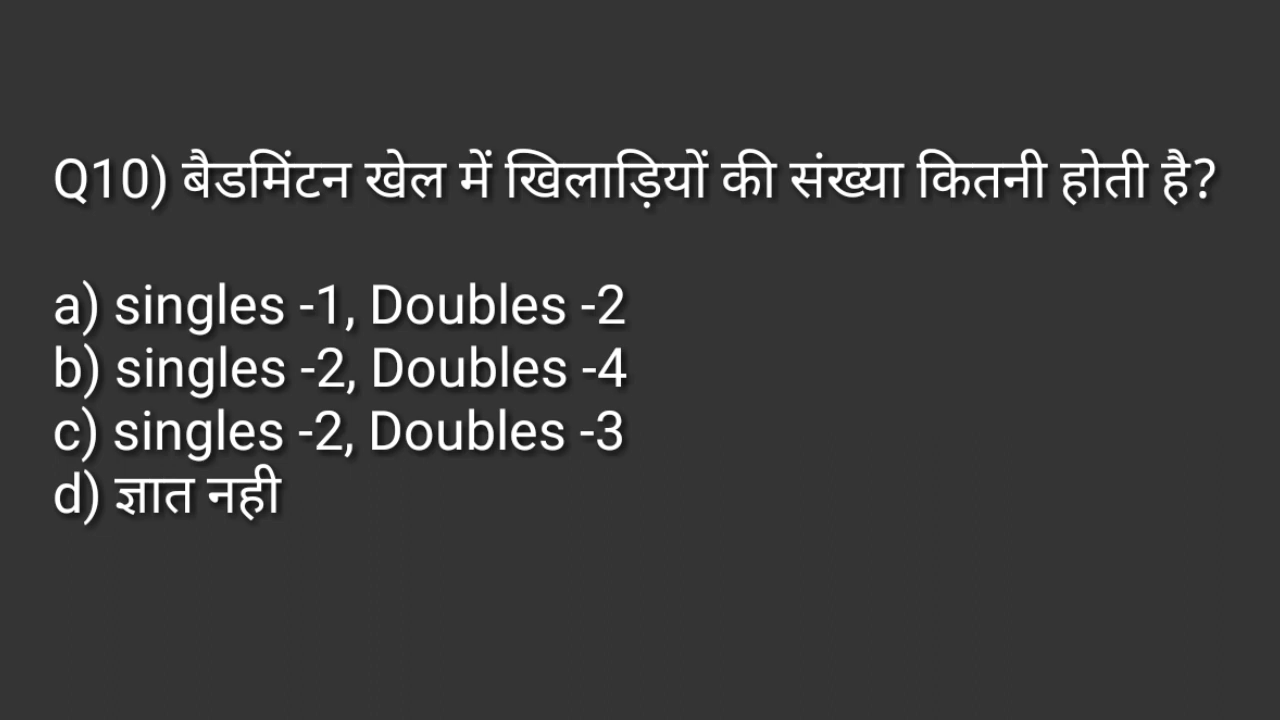 Q10) बैडमिंटन खेल में खिलाड़ियों की संख्या कितनी होती है?
a) singles -1, Doubles -2
b) singles -2, Doubles -4
c) singles -2, Doubles -3
d) ज्ञात नही